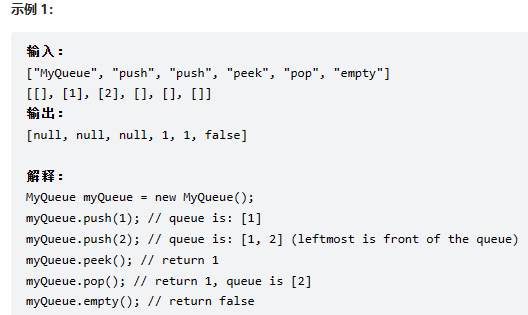 示例 1：
输入：
["MyQueue", "push", "push", "peek", "pop", "empty"]
[[], [1], [2], [], [], []]
输出：
[null, null, null, 1, 1, false]
解释：
MyQueue myQueue = new MyQueue();
myQueue.push(1); // queue is: [1]
myQueue.push(2); // queue is: [1, 2] (leftmost is front of the queue)
myQueue.peek(); // return 1
myQueue.pop(); // return 1, queue is [2]
myQueue.empty(); // return false